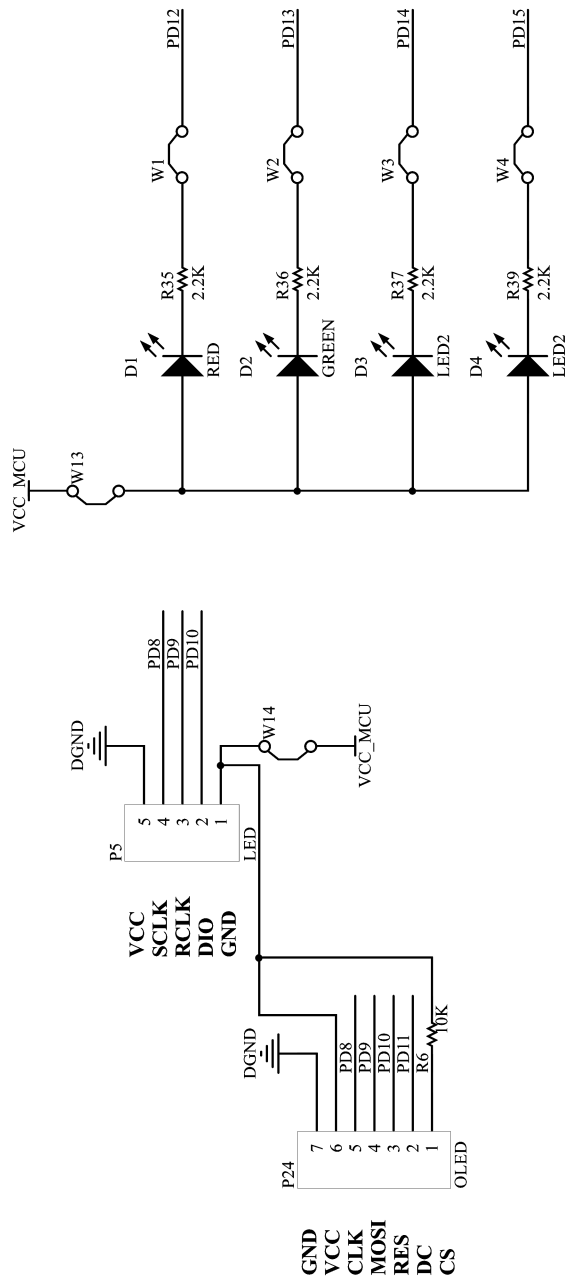 PD12
PD13
PD14
PD15
W1
W2
W3
W4
R35
2.2K
R36
2.2K
R37
2.2K
R39
2.2K
D1
RED
D2
GREEN
D3
LED2
D4
LED2
VCC_MCU
W13
PD8
PD9
PD10
DGND
W14
VCC_MCU
P5
5
4
3
2
1
LED
VCC
SCLK
RCLK
DIO
GND
DGND
PD8
PD9
PD10
PD11
R6
10K
P24
7
6
5
4
3
2
1
OLED
GND
VCC
CLK
MOSI
RES
DC
CS